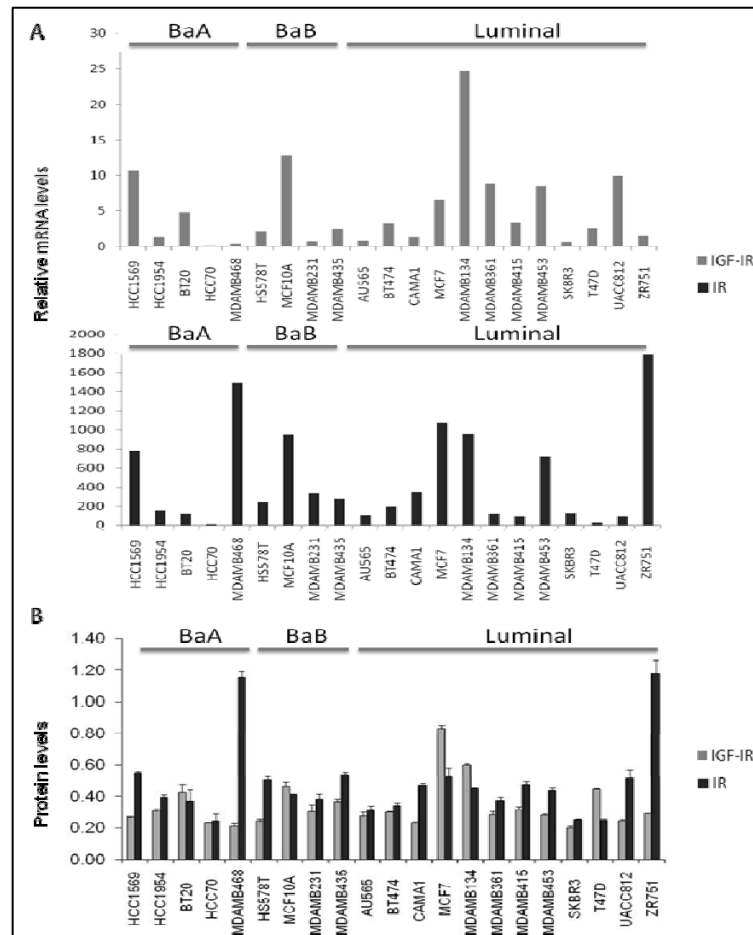 A
BaA BaB Luminal
30
25
20
15
10
5
0
Relative mRNA levels
HCC1569 HCC1954 BT20 HCC70 MDAMB468 HS578T MCF10A MDAMB231 MDAMB435 AU565 BT474 CAMA1 MCF7 MDAMB134 MDAMB361 MDAMB415 MDAMB453 SKBR3 T47D UACC812 ZR751
IGF-IR
IR
BaA BaB Luminal
2000
1800
1600
1400
1200
1000
800
600
400
200
0
HCC1569 HCC1954 BT20 HCC70 MDAMB468 HS578T MCF10A MDAMB231 MDAMB435 AU565 BT474 CAMA1 MCF7 MDAMB134 MDAMB361 MDAMB415 MDAMB453 SKBR3 T47D UACC812 ZR751
B
BaA BaB Luminal
1.40
1.20
1.00
0.80
0.60
0.40
0.20
0.00
Protein levels
IGF-IR
IR
HCC1569 HCC1954 BT20 HCC70 MDAMB468 HS578T MCF10A MDAMB231 MDAMB435 AU565 BT474 CAMA1 MCF7 MDAMB134 MDAMB361 MDAMB415 MDAMB453 SKBR3 T47D UACC812 ZR751